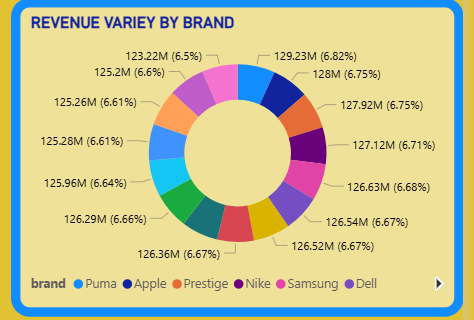 REVENUE VARIEY BY BRAND
123.22M (6.5%)
129.23M (6.82%)
125.2M (6.6%)
128M (6.75%)
125.26M (6.61%)
127.92M (6.75%)
125.28M (6.61%)
127.12M (6.71%)
125.96M (6.64%)
126.63M (6.68%)
126.29M (6.66%)
126.54M (6.67%)
126.36M (6.67%)
126.52M (6.67%)
brand Puma Apple Prestige Nike Samsung Dell